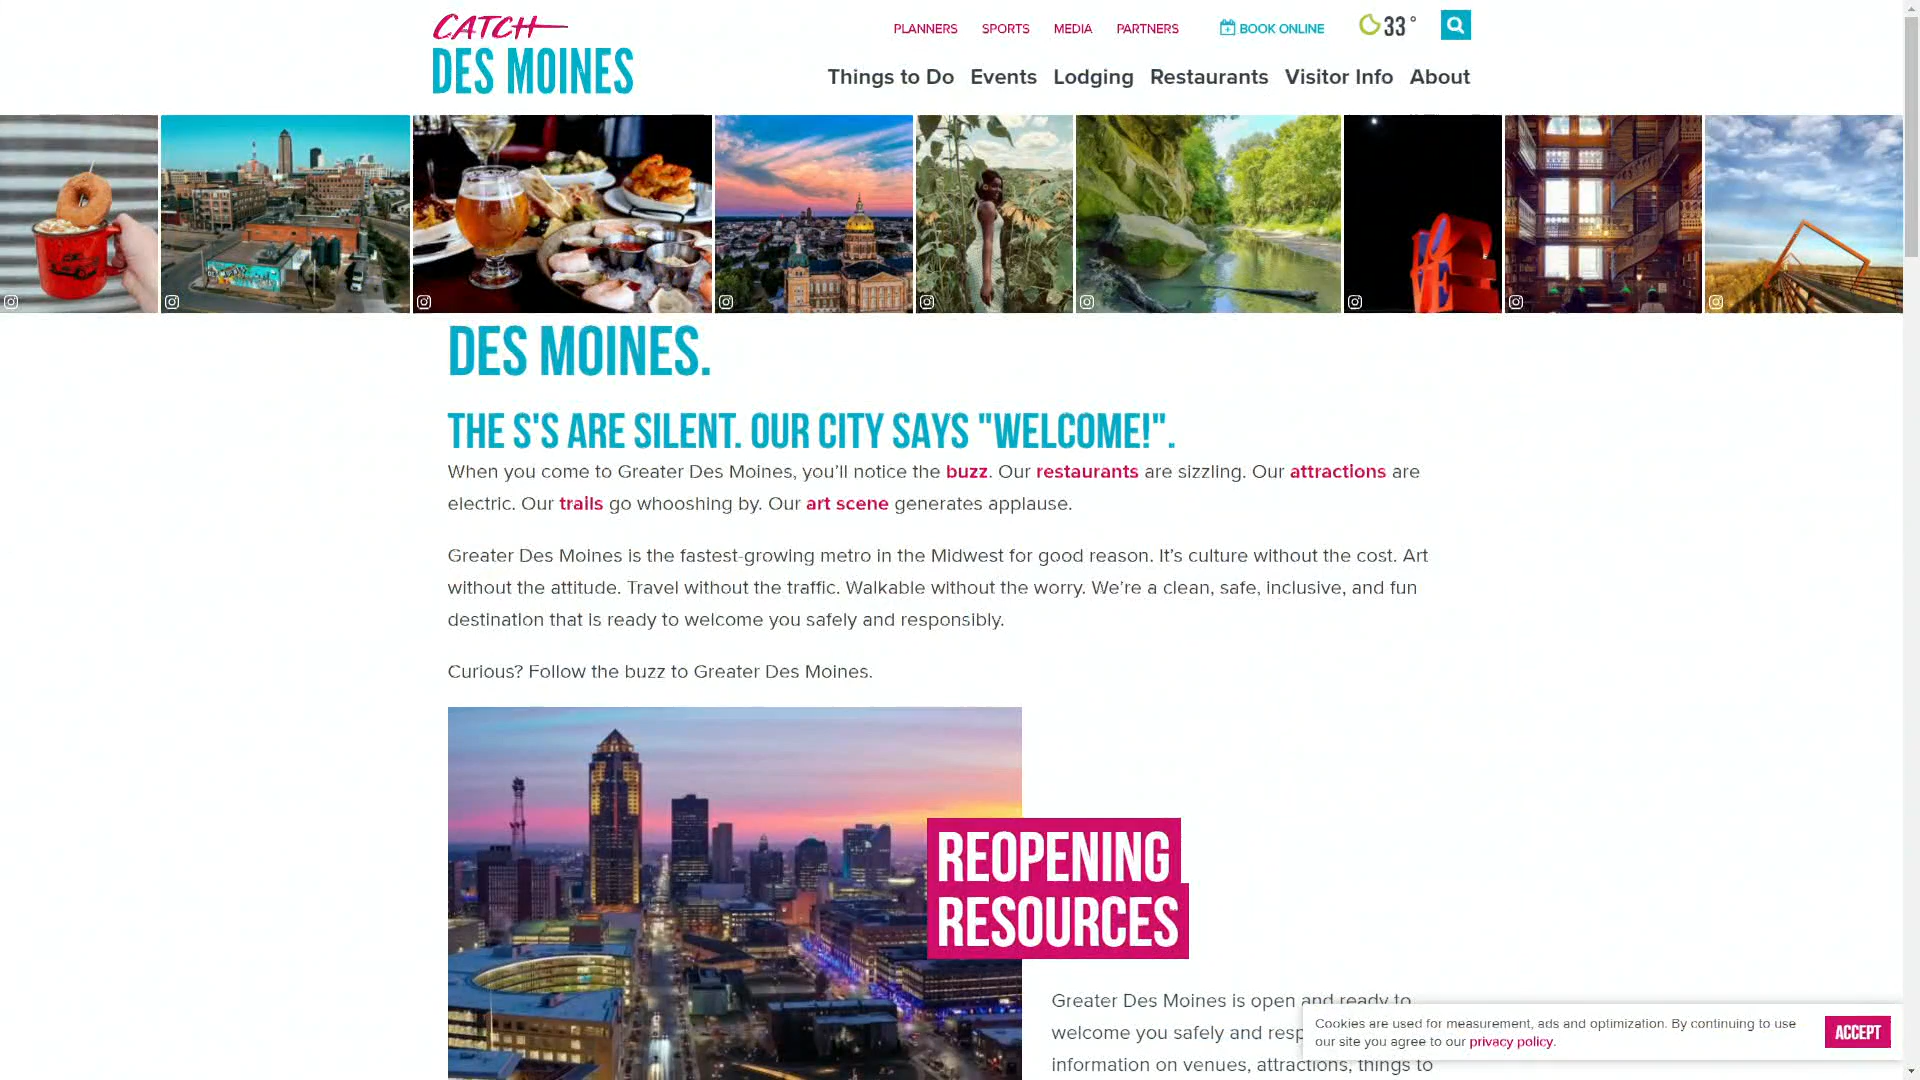 CATCH
DES MOINES
PLANNERS SPORTS MEDIA PARTNERS BOOK ONLINE 33°
Things to Do Events Lodging Restaurants Visitor Info About
DES MOINES.
THE S'S ARE SILENT. OUR CITY SAYS "WELCOME!".
When you come to Greater Des Moines, you’ll notice the buzz. Our restaurants are sizzling. Our attractions are
electric. Our trails go whooshing by. Our art scene generates applause.
Greater Des Moines is the fastest-growing metro in the Midwest for good reason. It’s culture without the cost. Art
without the attitude. Travel without the traffic. Walkable without the worry. We’re a clean, safe, inclusive, and fun
destination that is ready to welcome you safely and responsibly.
Curious? Follow the buzz to Greater Des Moines.
REOPENING
RESOURCES
Greater Des Moines is open and ready to
welcome you safely and resp
information on venues, attractions, things to
Cookies are used for measurement, ads and optimization. By continuing to use
our site you agree to our privacy policy.
ACCEPT